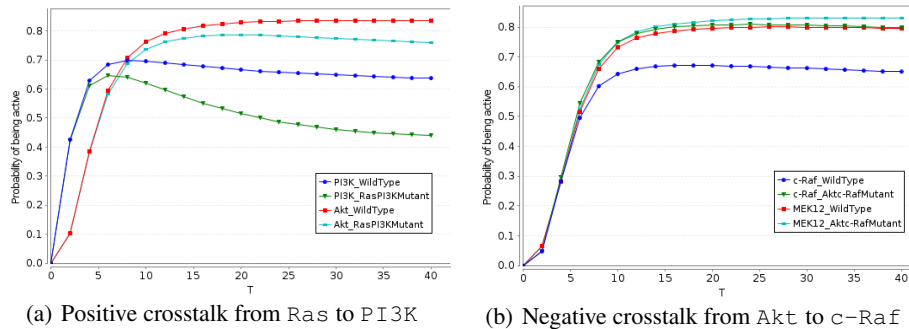 Probability of being active
0.8
0.7
0.6
0.5
0.4
0.3
0.2
0.1
0.0
0 5 10 15 20 25 30 35 40
T
PI3K_WildType
PI3K_RasPI3KMutant
Akt_WildType
Akt_RasPI3KMutant
(a) Positive crosstalk from Ras to PI3K
Probability of being active
0.9
0.8
0.7
0.6
0.5
0.4
0.3
0.2
0.1
0.0
0 5 10 15 20 25 30 35 40
T
c-Raf_WildType
c-Raf_Aktc-RafMutant
MEK12_WildType
MEK12_Aktc-RafMutant
(b) Negative crosstalk from Akt to c-Raf